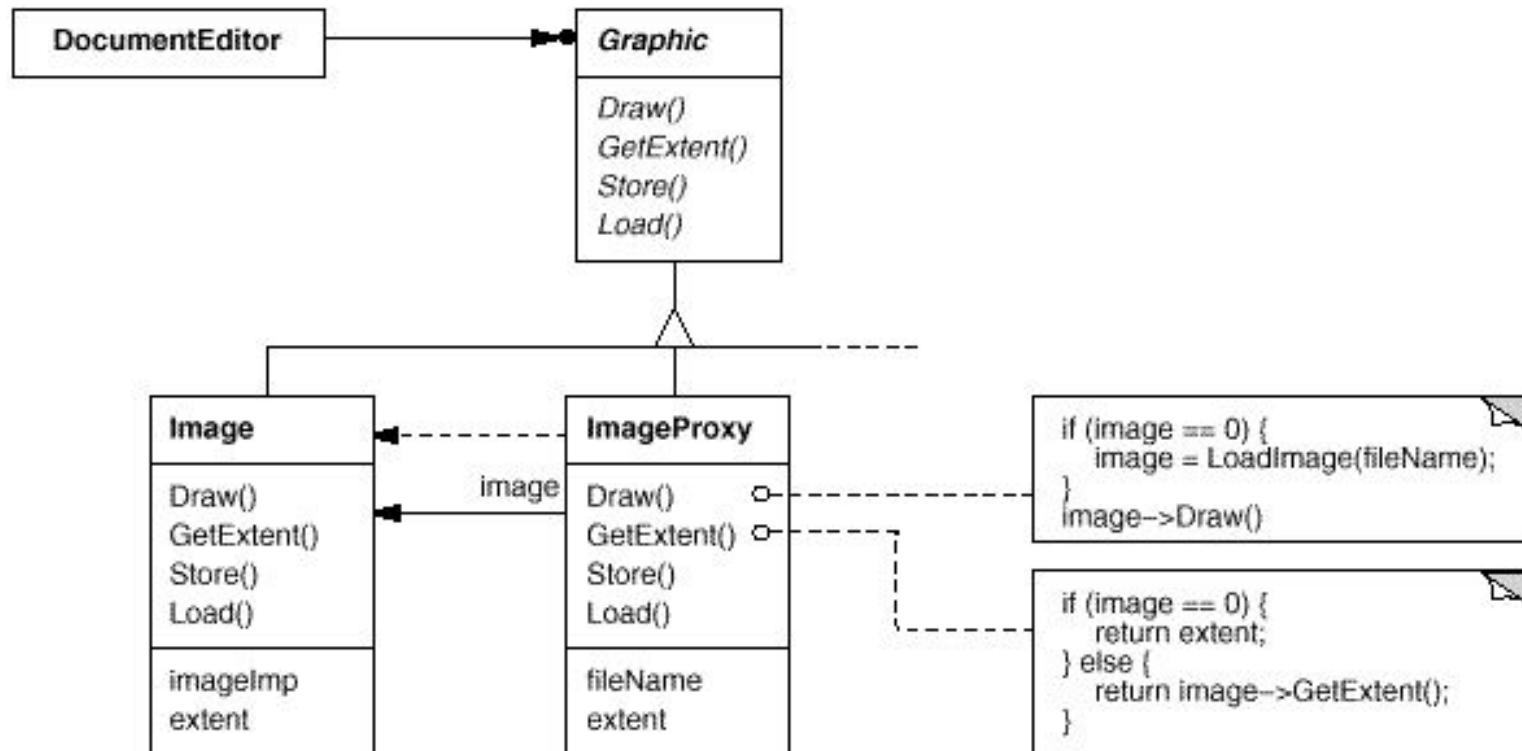 DocumentEditor
Graphic
Draw()
GetExtent()
Store()
Load()
Image
Draw()
GetExtent()
Store()
Load()
imageImp
extent
image
ImageProxy
Draw()
GetExtent()
Store()
Load()
fileName
extent
if (image == 0) {
image = LoadImage(fileName);
}
image->Draw()
if (image == 0) {
return extent;
} else {
return image->GetExtent();
}